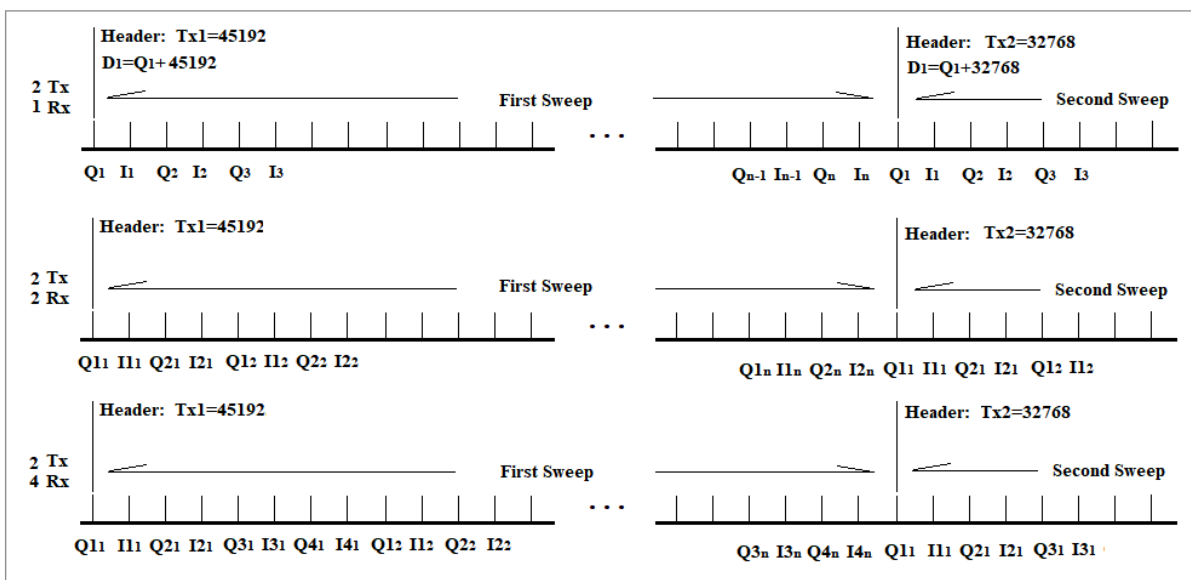 Header: Tx1=45192 Header: Tx2=32768
D1=Q1+45192 D1=Q1+32768
2 Tx
1 Rx First Sweep Second Sweep
...
Q1 I1 Q2 I2 Q3 I3 Qn-1 In-1 Qn In Q1 I1 Q2 I2 Q3 I3
Header: Tx1=45192 Header: Tx2=32768
2 Tx
2 Rx First Sweep Second Sweep
...
Q11 I11 Q21 I21 Q12 I12 Q22 I22 Q1n I1n Q2n I2n Q11 I11 Q21 I21 Q12 I12
Header: Tx1=45192 Header: Tx2=32768
2 Tx
4 Rx First Sweep Second Sweep
...
Q11 I11 Q21 I21 Q31 I31 Q41 I41 Q12 I12 Q22 I22 Q3n I3n Q4n I4n Q11 I11 Q21 I21 Q31 I31